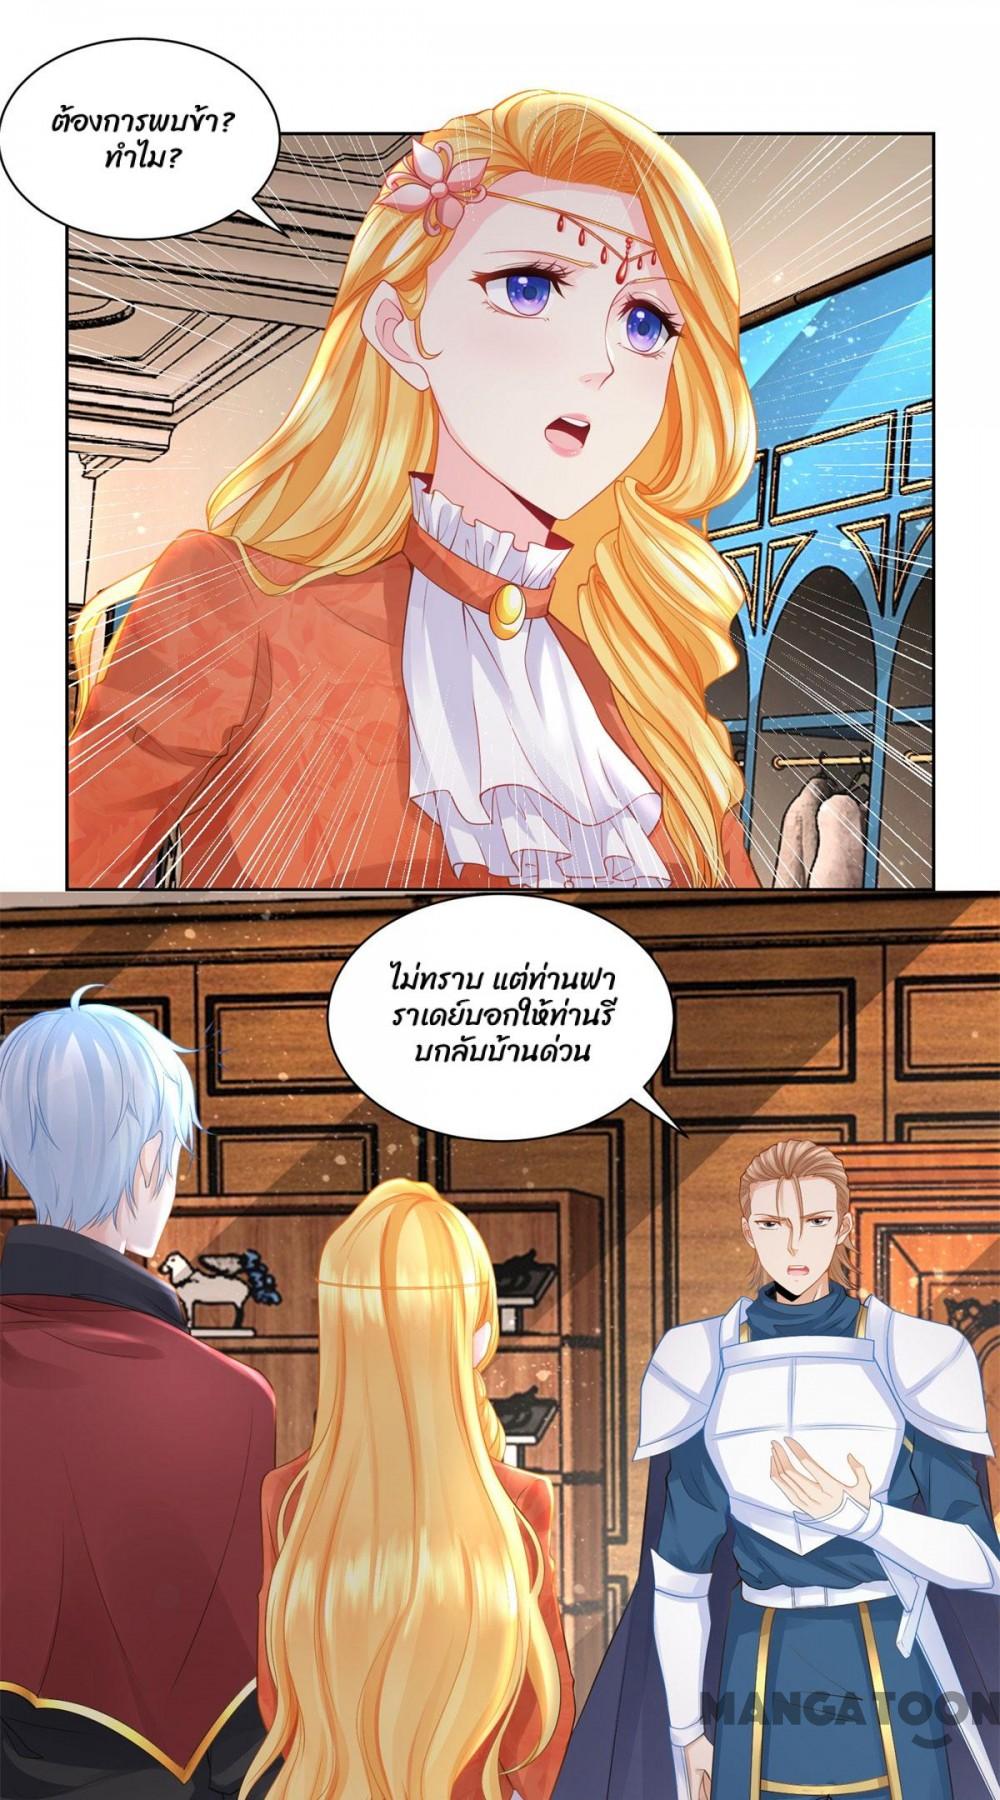 ต้องการพบข้า?
ทำไม?
ไม่ทราบ แต่ท่านฟา
ราเดย์บอกให้ท่านรี
บกลับบ้านด่วน
MANGATOON